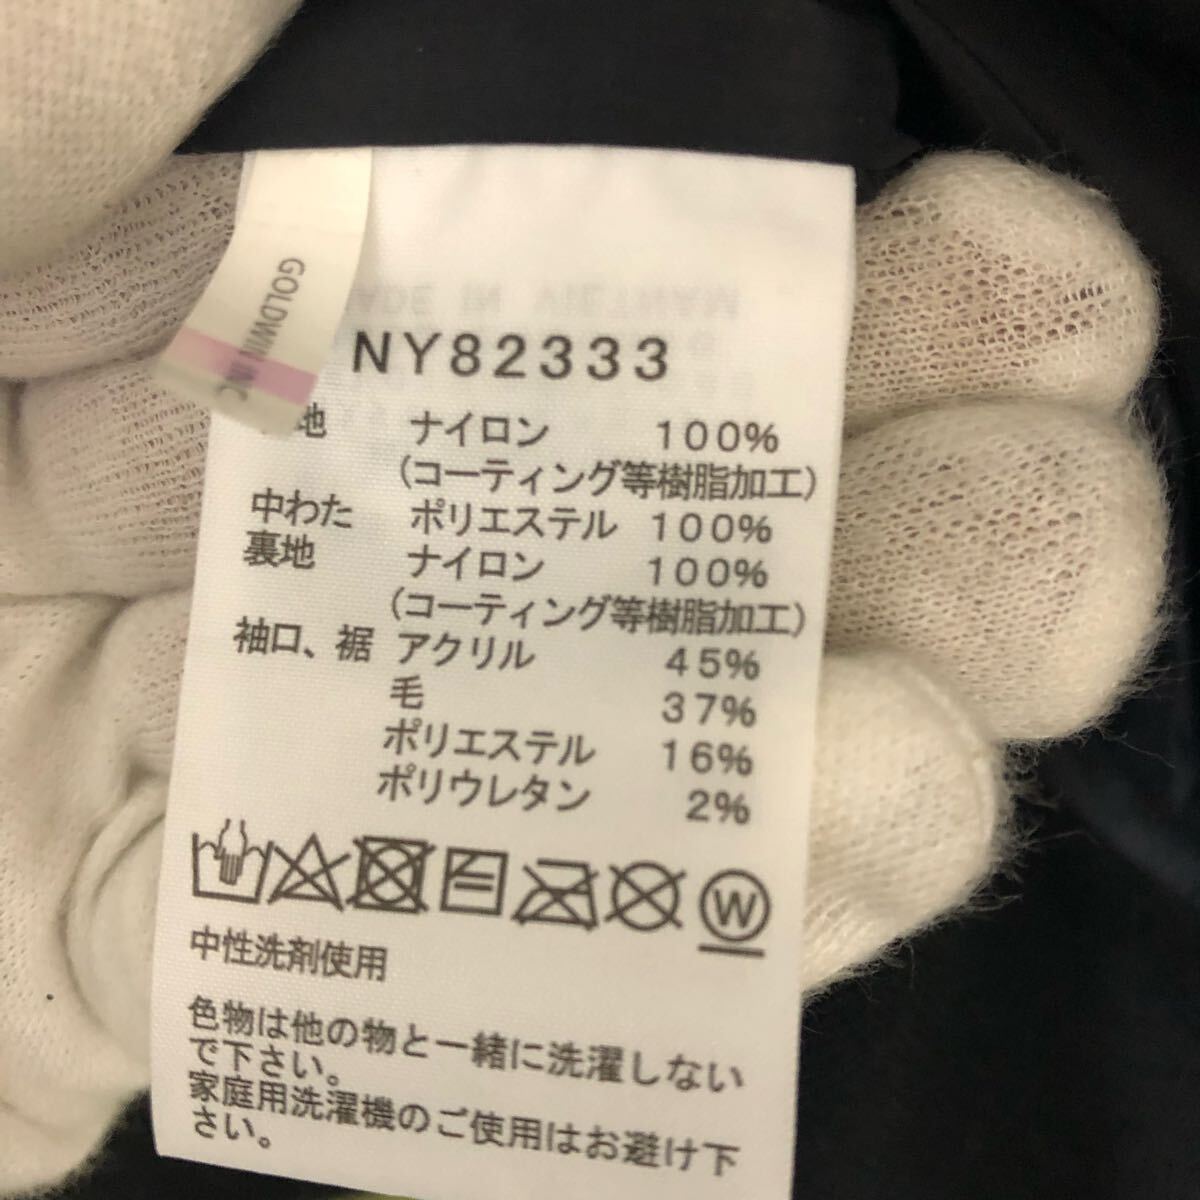 GOLDWIN INC
MADE IN VIETNAM
NY82333
地 ナイロン 100%
(コーティング等樹脂加工)
中わた ポリエステル 100%
裏地 ナイロン 100%
(コーティング等樹脂加工)
袖口、裾 アクリル 45%
毛 37%
ポリエステル 16%
ポリウレタン 2%
W
中性洗剤使用
色物は他の物と一緒に洗濯しない
で下さい。
家庭用洗濯機のご使用はお避け下
さい。